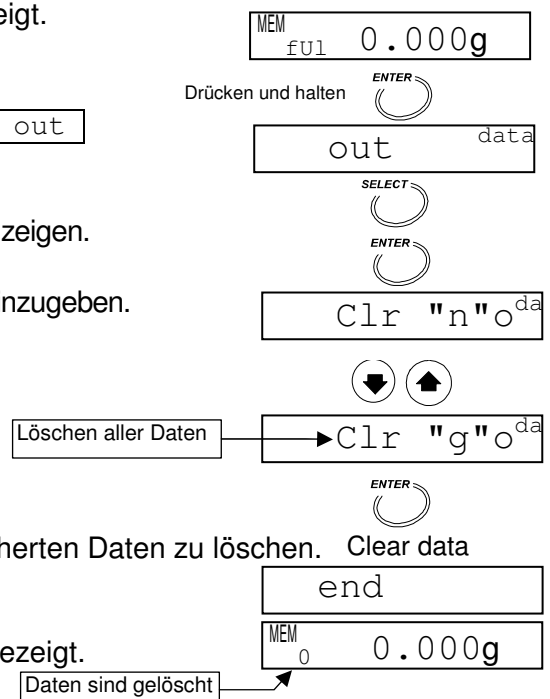 eigt.
MEM
fUl 0.000g
Drücken und halten
ENTER
out
out data
SELECT
zeigen.
ENTER
inzugeben.
Clr "n"o da
Löschen aller Daten
Clr "g"o da
ENTER
herten Daten zu löschen. Clear data
end
ezeigt.
MEM
0 0.000g
Daten sind gelöscht